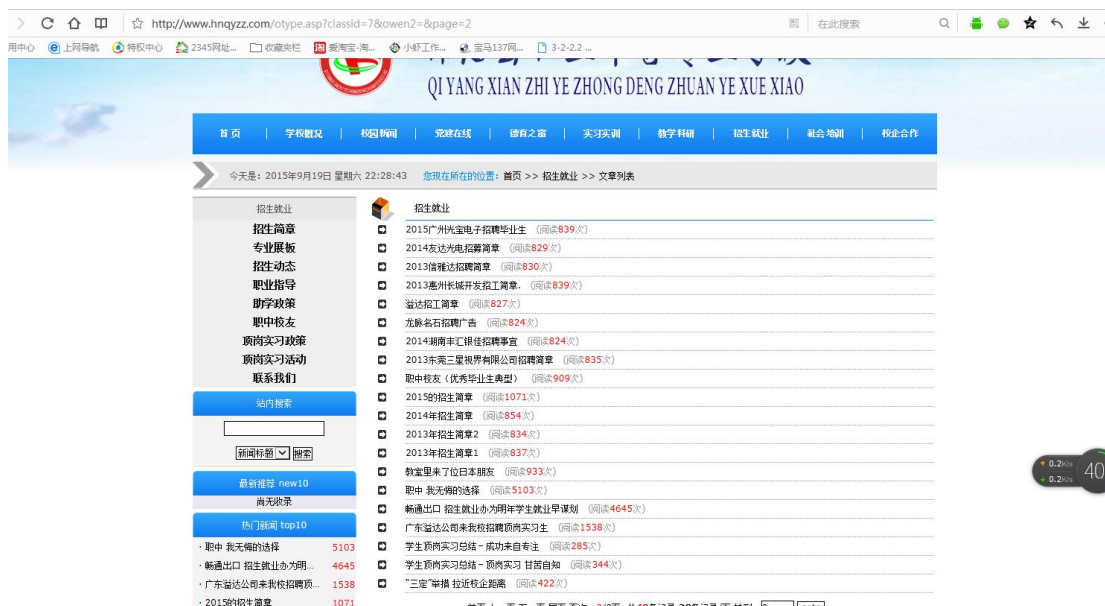 http://www.hnqyzz.com/otype.asp?classid=7&owen2=&page=2
在此搜索
用中心 上网导航 特权中心 2345网址... 收藏夹栏 爱淘宝-淘... 小虾工作... 宝马137网... 3-2-2.2 ...
QI YANG XIAN ZHI YE ZHONG DENG ZHUAN YE XUE XIAO
首 页 | 学校概况 | 校园新闻 | 党建在线 | 德育之窗 | 实习实训 | 教学科研 | 招生就业 | 社会培训 | 校企合作
今天是：2015年9月19日 星期六 22:28:43 您现在所在的位置：首页 >> 招生就业 >> 文章列表
招生就业
招生简章
专业展板
招生动态
职业指导
助学政策
职中校友
顶岗实习政策
顶岗实习活动
联系我们
站内搜索
新闻标题 搜索
最新推荐 new10
尚无收录
热门新闻 top10
· 职中 我无悔的选择 5103
· 畅通出口 招生就业办为明... 4645
· 广东溢达公司来我校招聘顶... 1538
· 2015的招生简章 1071
招生就业
2015广州光宝电子招聘毕业生 （阅读839次）
2014友达光电招募简章 （阅读829次）
2013信雅达招聘简章 （阅读830次）
2013惠州长城开发招工简章. （阅读839次）
溢达招工简章 （阅读827次）
龙脉名石招聘广告 （阅读824次）
2014湖南丰汇银佳招聘事宜 （阅读824次）
2013东莞三星视界有限公司招聘简章 （阅读835次）
职中校友（优秀毕业生典型） （阅读909次）
2015的招生简章 （阅读1071次）
2014年招生简章 （阅读854次）
2013年招生简章2 （阅读834次）
2013年招生简章1 （阅读837次）
教室里来了位日本朋友 （阅读933次）
职中 我无悔的选择 （阅读5103次）
畅通出口 招生就业办为明年学生就业早谋划 （阅读4645次）
广东溢达公司来我校招聘顶岗实习生 （阅读1538次）
学生顶岗实习总结－成功来自专注 （阅读285次）
学生顶岗实习总结－顶岗实习 甘苦自知 （阅读344次）
“三定”举措 拉近校企距离 （阅读422次）
0.2K/s
0.2K/s
40